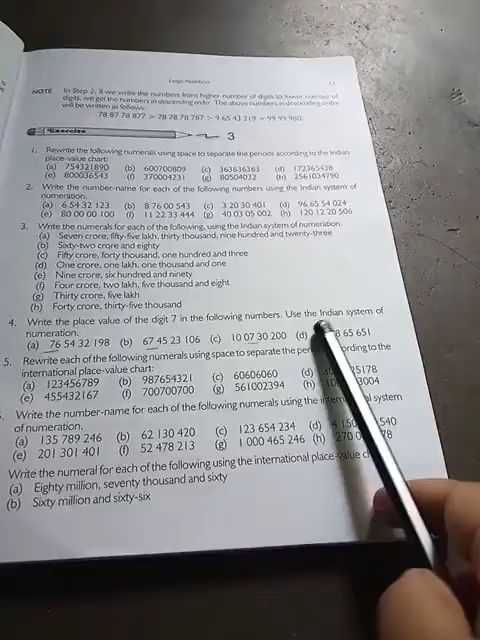 Large Numbers
NOTE In Step 2, if we write the numbers from higher number of digits to lower number of
digits, we get the numbers in descending order. The above numbers in descending order
will be written as follows:
78 87 78 877 > 78 78 78 787 > 9 65 43 219 > 99 99 980.
Exercise 3
1. Rewrite the following numerals using space to separate the periods according to the Indian
place-value chart:
(a) 754321890 (b) 600700809 (c) 363636363 (d) 172365438
(e) 800036543 (f) 370004231 (g) 80504032 (h) 2561034790
2. Write the number-name for each of the following numerals using the Indian system of
numeration.
(a) 6 54 32 123 (b) 8 76 00 543 (c) 3 20 30 401 (d) 96 65 54 024
(e) 80 00 00 100 (f) 11 22 33 444 (g) 40 03 05 002 (h) 120 12 20 506
3. Write the numerals for each of the following, using the Indian system of numeration.
(a) Seven crore, fifty-five lakh, thirty thousand, nine hundred and twenty-three
(b) Sixty-two crore and eighty
(c) Fifty crore, forty thousand, one hundred and three
(d) One crore, one lakh, one thousand and one
(e) Nine crore, six hundred and ninety
(f) Four crore, two lakh, five thousand and eight
(g) Thirty crore, five lakh
(h) Forty crore, thirty-five thousand
4. Write the place value of the digit 7 in the following numbers. Use the Indian system of
numeration.
(a) 76 54 32 198 (b) 67 45 23 106 (c) 10 07 30 200 (d) 8 65 651
5. Rewrite each of the following numerals using space to separate the according to the
international place-value chart:
(a) 123456789 (b) 987654321 (c) 60606060 (d) 25178
(e) 455432167 (f) 700700700 (g) 561002394 (h) 3004
Write the number-name for each of the following numerals using the international system
of numeration.
(a) 135 789 246 (b) 62 130 420 (c) 123 654 234 (d) 150 540
(e) 201 301 401 (f) 52 478 213 (g) 1 000 465 246 (h) 270 78
Write the numeral for each of the following using the international place-value
(a) Eighty million, seventy thousand and sixty
(b) Sixty million and sixty-six